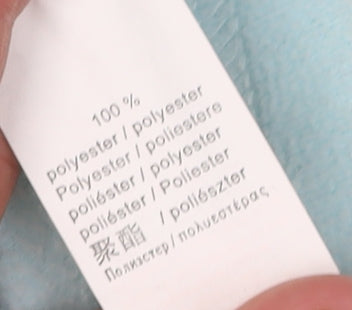 100 %
polyester / polyester
Polyester / poliestere
poliéster / polyester
poliéster / Poliester
聚酯 / poliészter
Полиэстер / πολυεστέρας